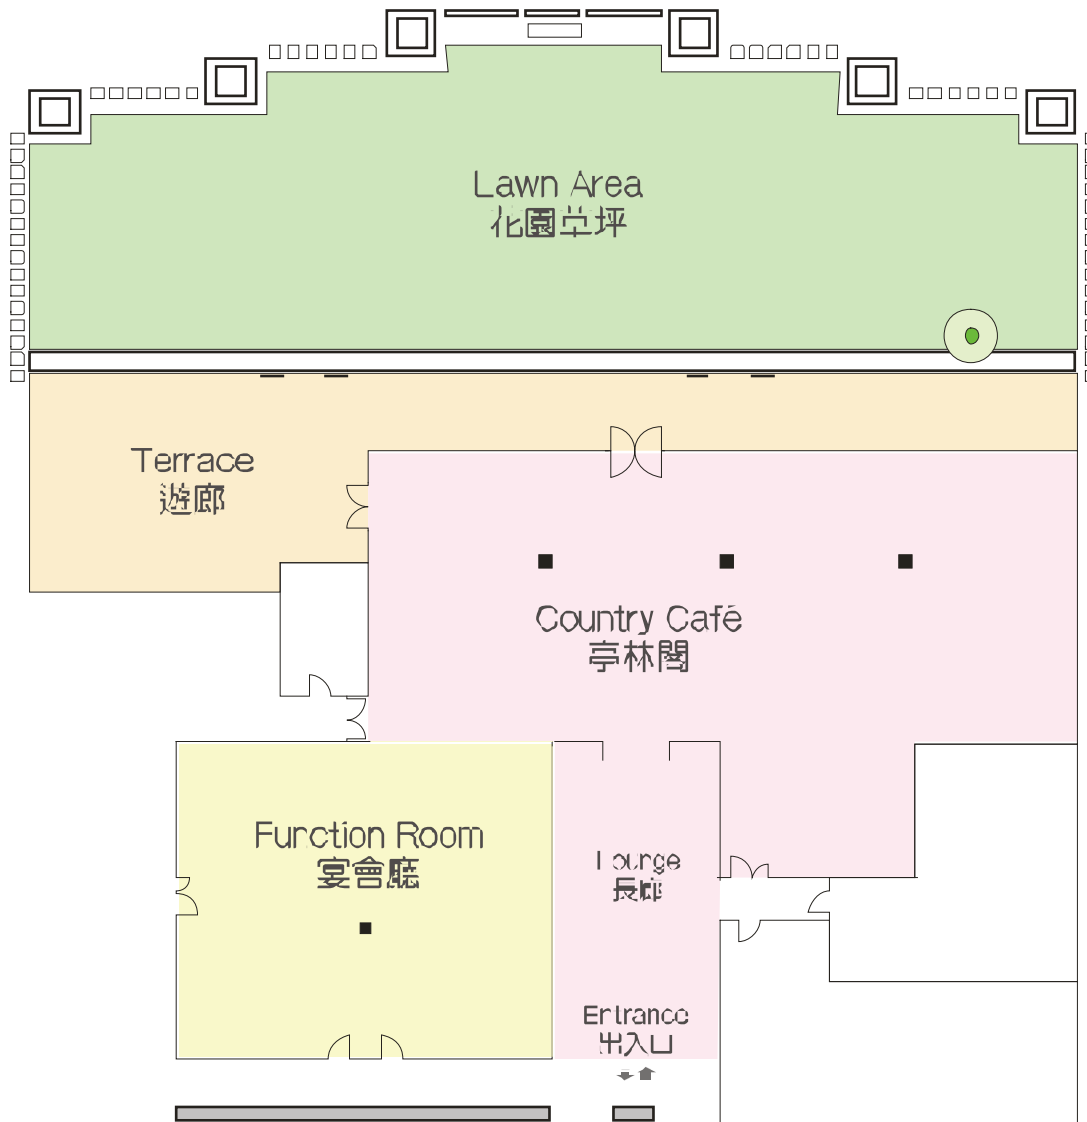 Lawn Area
花園草坪
Terrace
遊廊
Country Café
亭林閣
Function Room
宴會廳
Lounge
長廊
Entrance
出入口